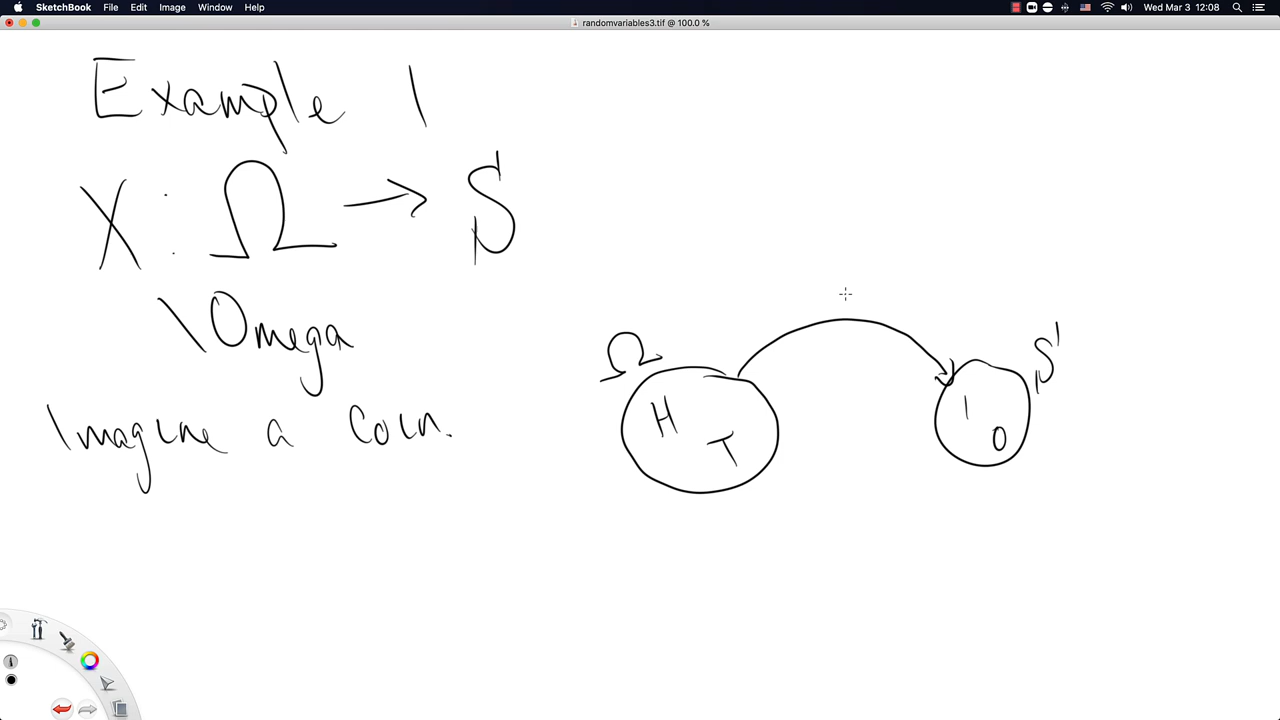 SketchBook File Edit Image Window Help Wed Mar 3 12:08
randomvariables3.tif @ 100.0 %
Example 1
X : Ω → S
\Omega
Imagine a coin.
Ω
H
T
S
1
0